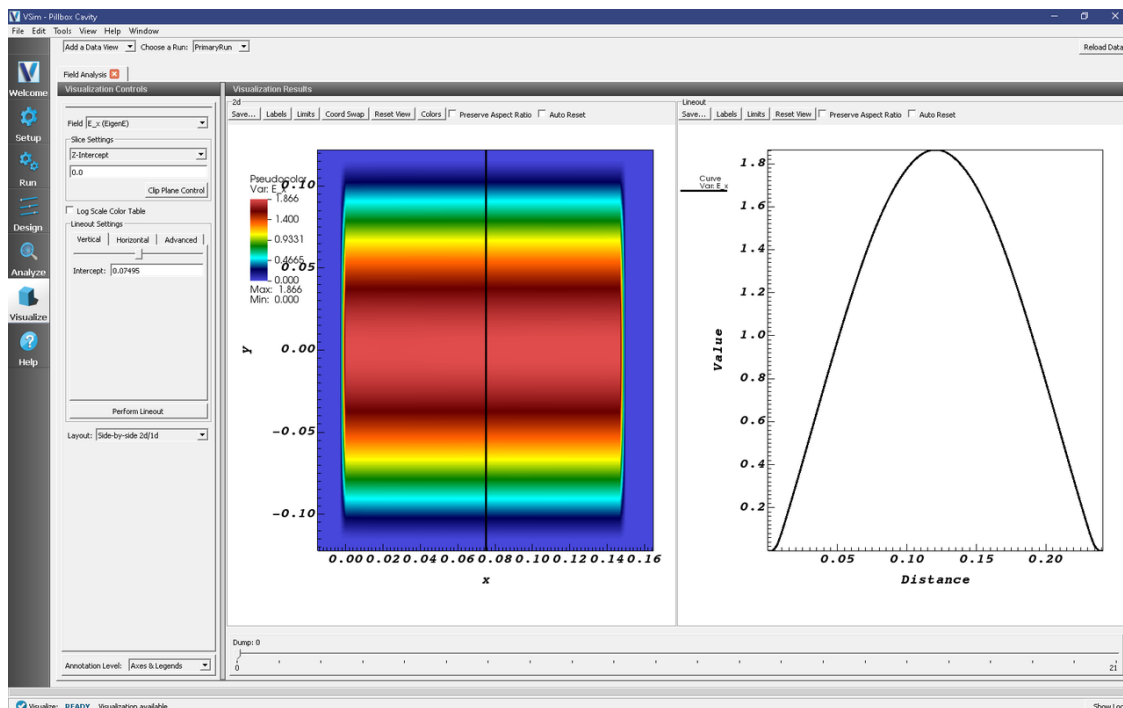 VSim - Pillbox Cavity
File Edit Tools View Help Window
Add a Data View Choose a Run: PrimaryRun Reload Data
Field Analysis
Welcome
Setup
Run
Design
Analyze
Visualize
Help
Visualization Controls
Field E_x (EigenE)
Slice Settings
Z-Intercept
0.0
Clip Plane Control
Log Scale Color Table
Lineout Settings
Vertical Horizontal Advanced
Intercept: 0.07495
Perform Lineout
Layout: Side-by-side 2d/1d
Annotation Level: Axes & Legends
Visualization Results
2d
Save... Labels Limits Coord Swap Reset View Colors Preserve Aspect Ratio Auto Reset
Pseudocolor
Var: E_x
1.866
1.400
0.9331
0.4665
0.000
Max: 1.866
Min: 0.000
0.10
0.05
0.00
-0.05
-0.10
y
0.00 0.02 0.04 0.06 0.08 0.10 0.12 0.14 0.16
x
Lineout
Save... Labels Limits Reset View Preserve Aspect Ratio Auto Reset
Curve
Var: E_x
1.8
1.6
1.4
1.2
1.0
0.8
0.6
0.4
0.2
Value
0.05 0.10 0.15 0.20
Distance
Dump: 0
0 21
Visualize: READY Visualization available